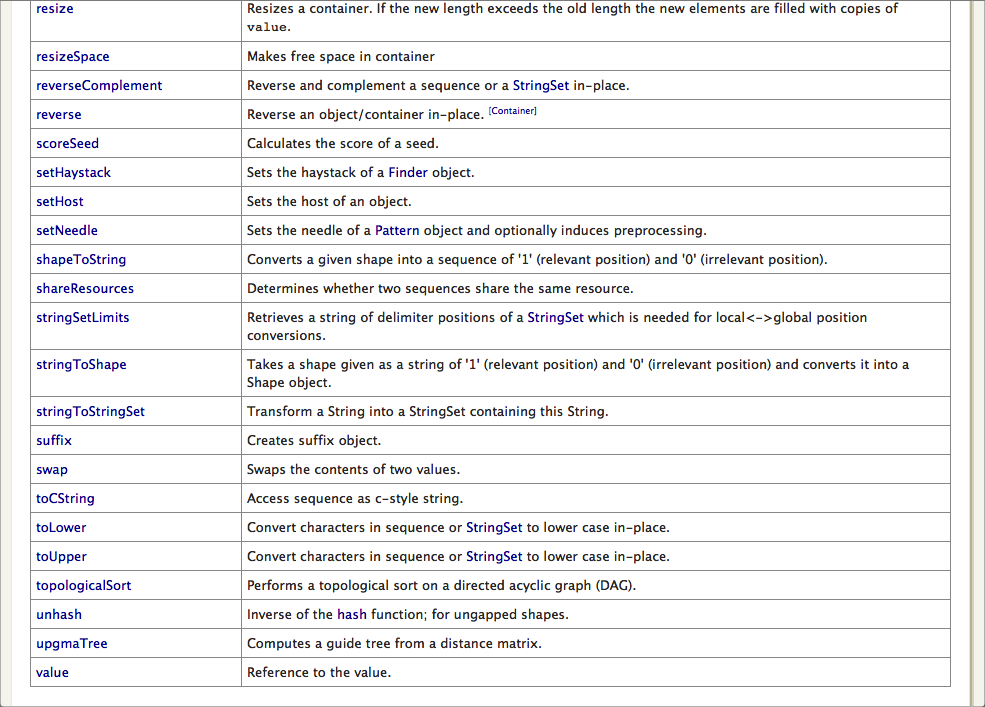 resize Resizes a container. If the new length exceeds the old length the new elements are filled with copies of
value.
resizeSpace Makes free space in container
reverseComplement Reverse and complement a sequence or a StringSet in-place.
reverse Reverse an object/container in-place. [Container]
scoreSeed Calculates the score of a seed.
setHaystack Sets the haystack of a Finder object.
setHost Sets the host of an object.
setNeedle Sets the needle of a Pattern object and optionally induces preprocessing.
shapeToString Converts a given shape into a sequence of '1' (relevant position) and '0' (irrelevant position).
shareResources Determines whether two sequences share the same resource.
stringSetLimits Retrieves a string of delimiter positions of a StringSet which is needed for local<->global position
conversions.
stringToShape Takes a shape given as a string of '1' (relevant position) and '0' (irrelevant position) and converts it into a
Shape object.
stringToStringSet Transform a String into a StringSet containing this String.
suffix Creates suffix object.
swap Swaps the contents of two values.
toCString Access sequence as c-style string.
toLower Convert characters in sequence or StringSet to lower case in-place.
toUpper Convert characters in sequence or StringSet to lower case in-place.
topologicalSort Performs a topological sort on a directed acyclic graph (DAG).
unhash Inverse of the hash function; for ungapped shapes.
upgmaTree Computes a guide tree from a distance matrix.
value Reference to the value.